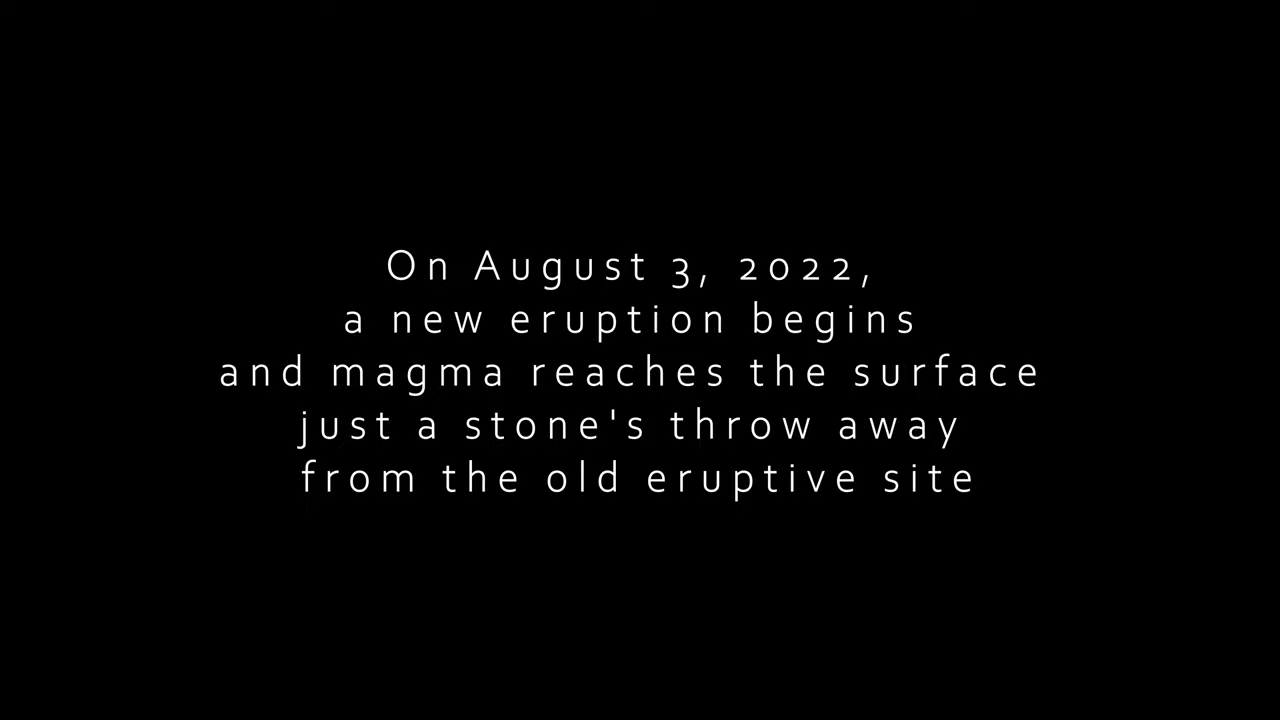 On August 3, 2022,
a new eruption begins
and magma reaches the surface
just a stone's throw away
from the old eruptive site